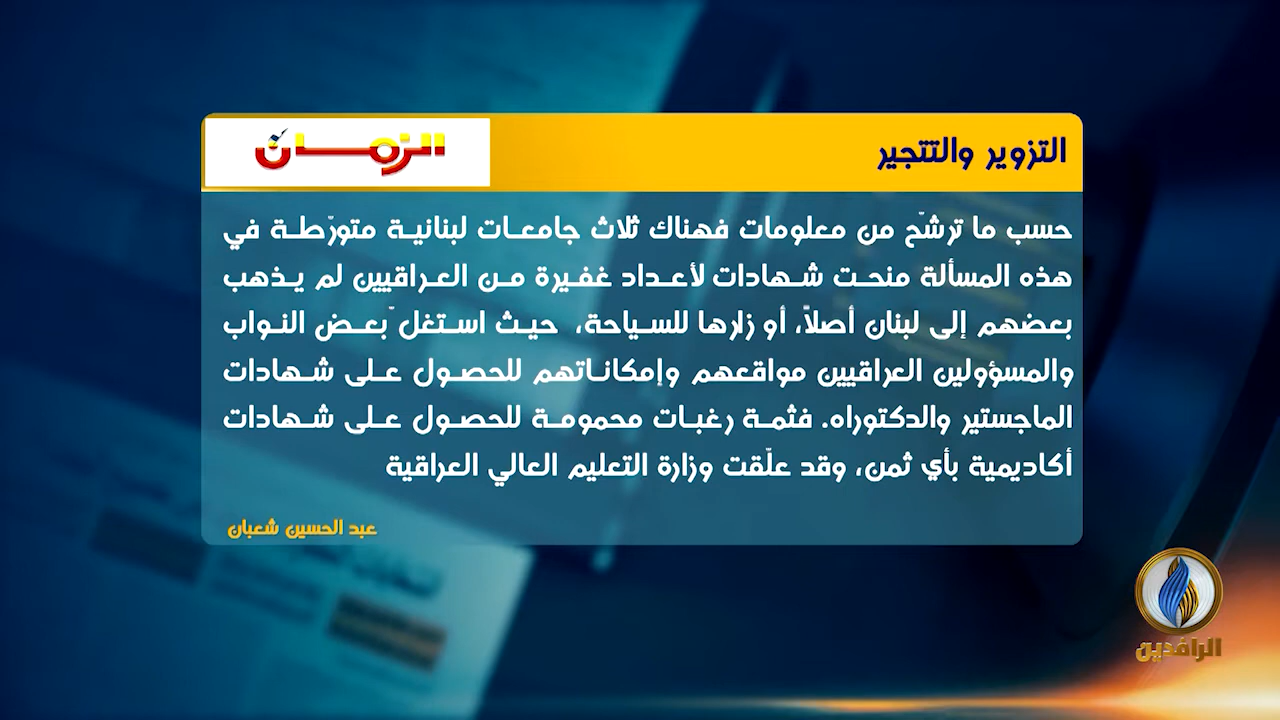 التزوير والتتجير
الزمان
حسب ما ترشّح من معلومات فهناك ثلاث جامعات لبنانية متورّطة في
هذه المسألة منحت شهادات لأعداد غفيرة من العراقيين لم يذهب
بعضهم إلى لبنان أصلاً، أو زارها للسياحة، حيث استغلّ بعض النواب
والمسؤولين العراقيين مواقعهم وإمكاناتهم للحصول على شهادات
الماجستير والدكتوراه. فثمة رغبات محمومة للحصول على شهادات
أكاديمية بأي ثمن، وقد علّقت وزارة التعليم العالي العراقية
عبد الحسين شعبان
الرافدين